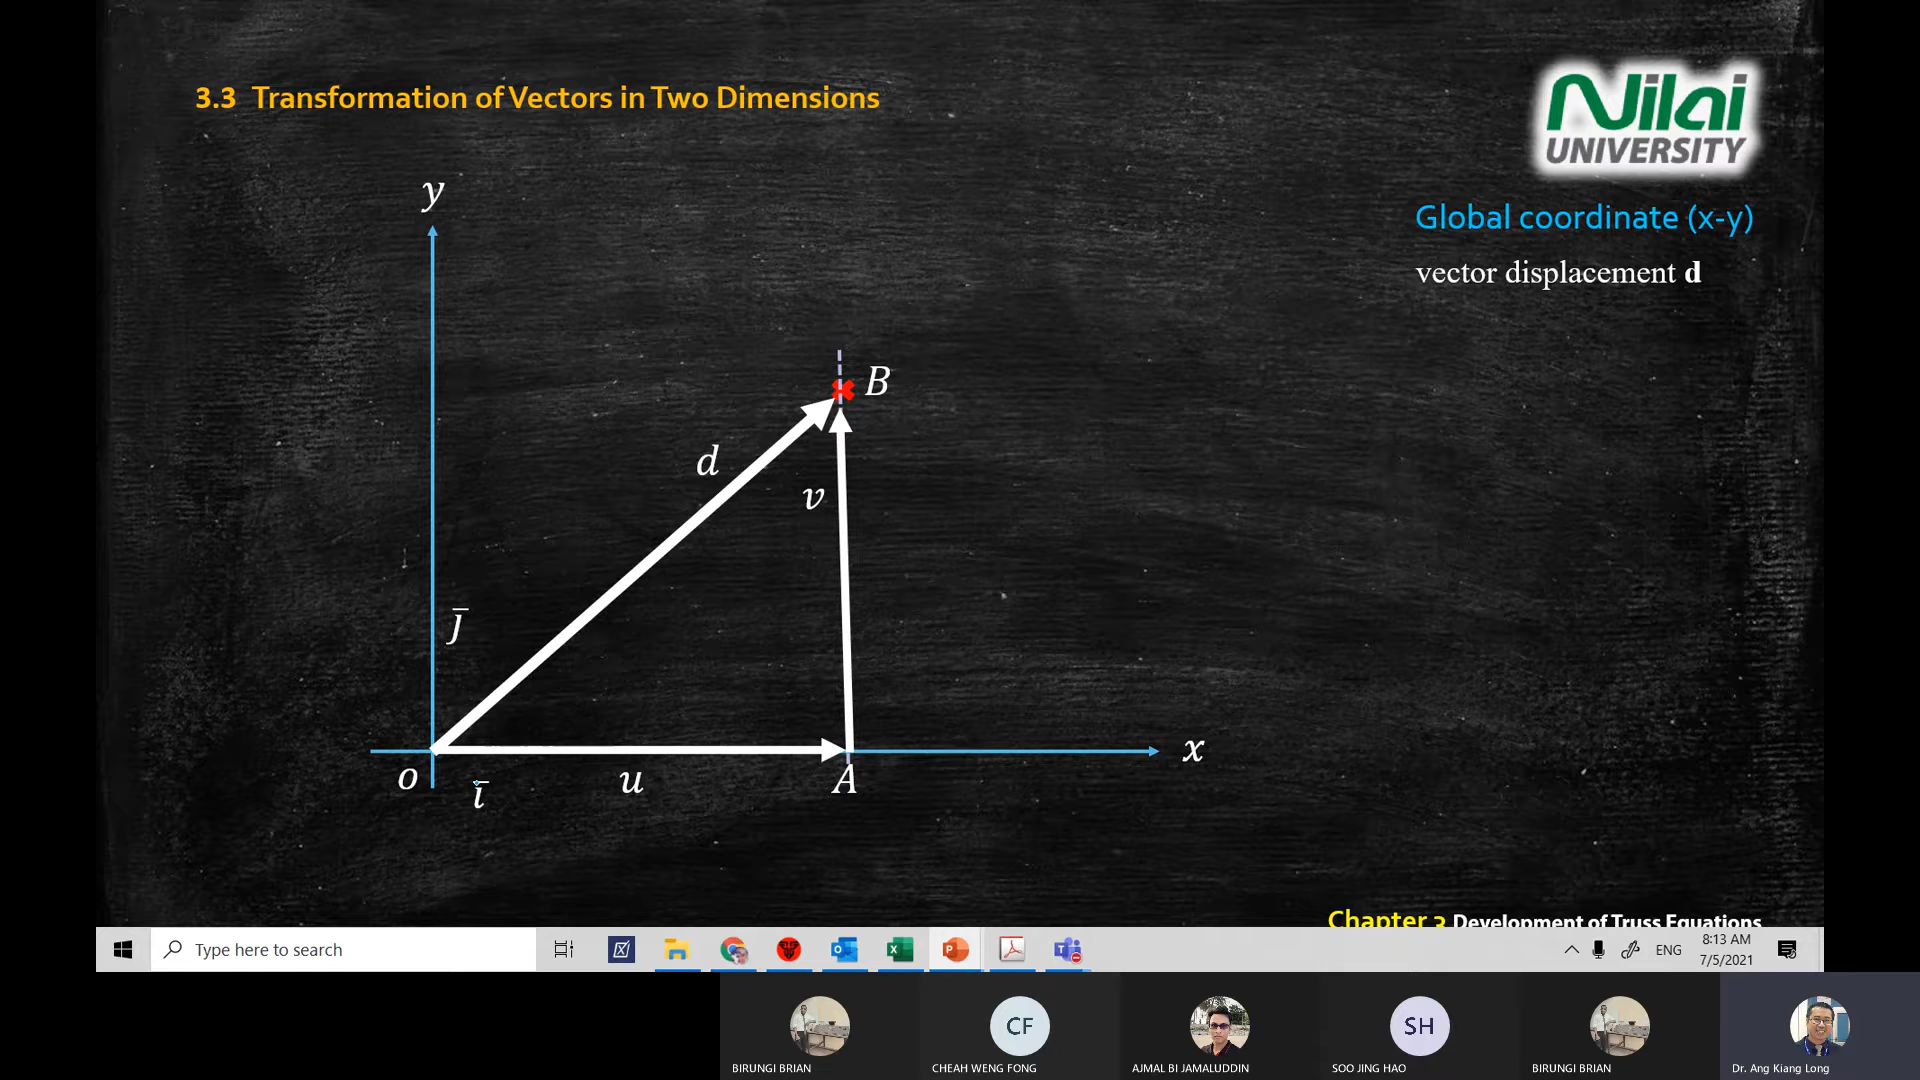 3.3 Transformation of Vectors in Two Dimensions
Nilai
UNIVERSITY
y
Global coordinate (x-y)
vector displacement d
B
d
v
j̄
x
o
ī
u
A
Chapter 3 Development of Truss Equations
Type here to search
ENG
8:13 AM
7/5/2021
CF
SH
BIRUNGI BRIAN
CHEAH WENG FONG
AJMAL BI JAMALUDDIN
SOO JING HAO
BIRUNGI BRIAN
Dr. Ang Kiang Long